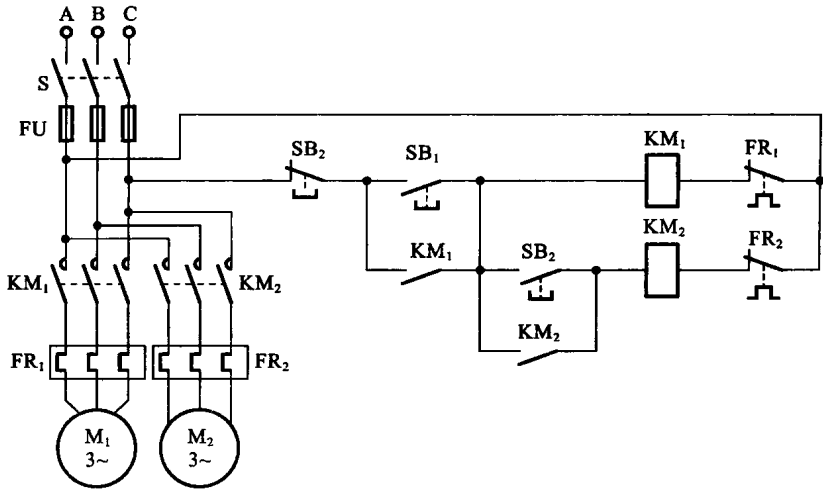 A B C
S
FU
SB₂
SB₁
KM₁
FR₁
KM₁
SB₂
KM₂
FR₂
KM₁
KM₂
KM₂
FR₁
FR₂
M₁
3~
M₂
3~